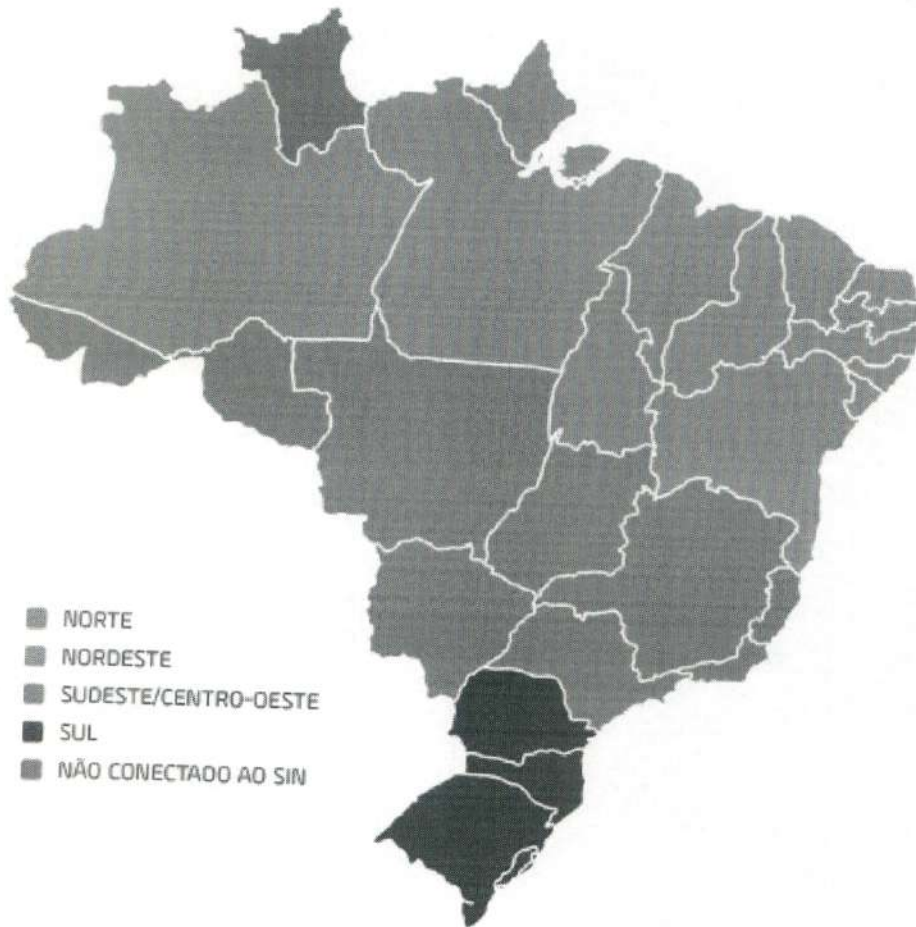 NORTE
NORDESTE
SUDESTE/CENTRO-OESTE
SUL
NÃO CONECTADO AO SIN